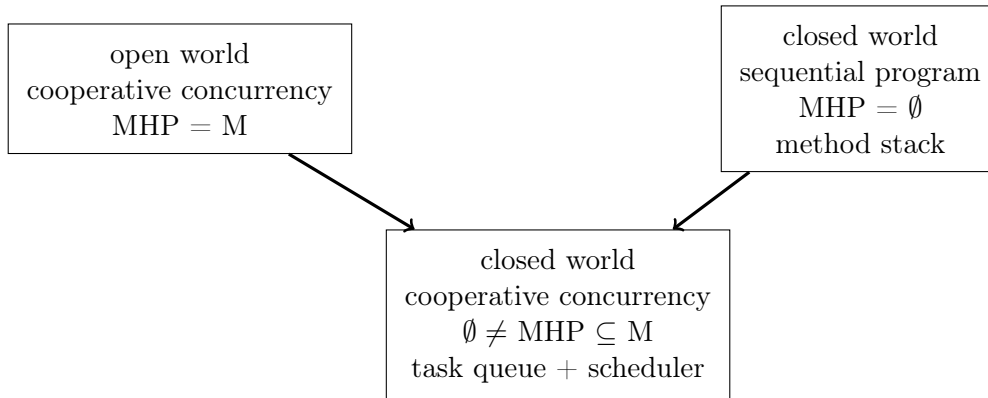 open world
cooperative concurrency
MHP = M
closed world
sequential program
MHP = ∅
method stack
closed world
cooperative concurrency
∅ ≠ MHP ⊆ M
task queue + scheduler